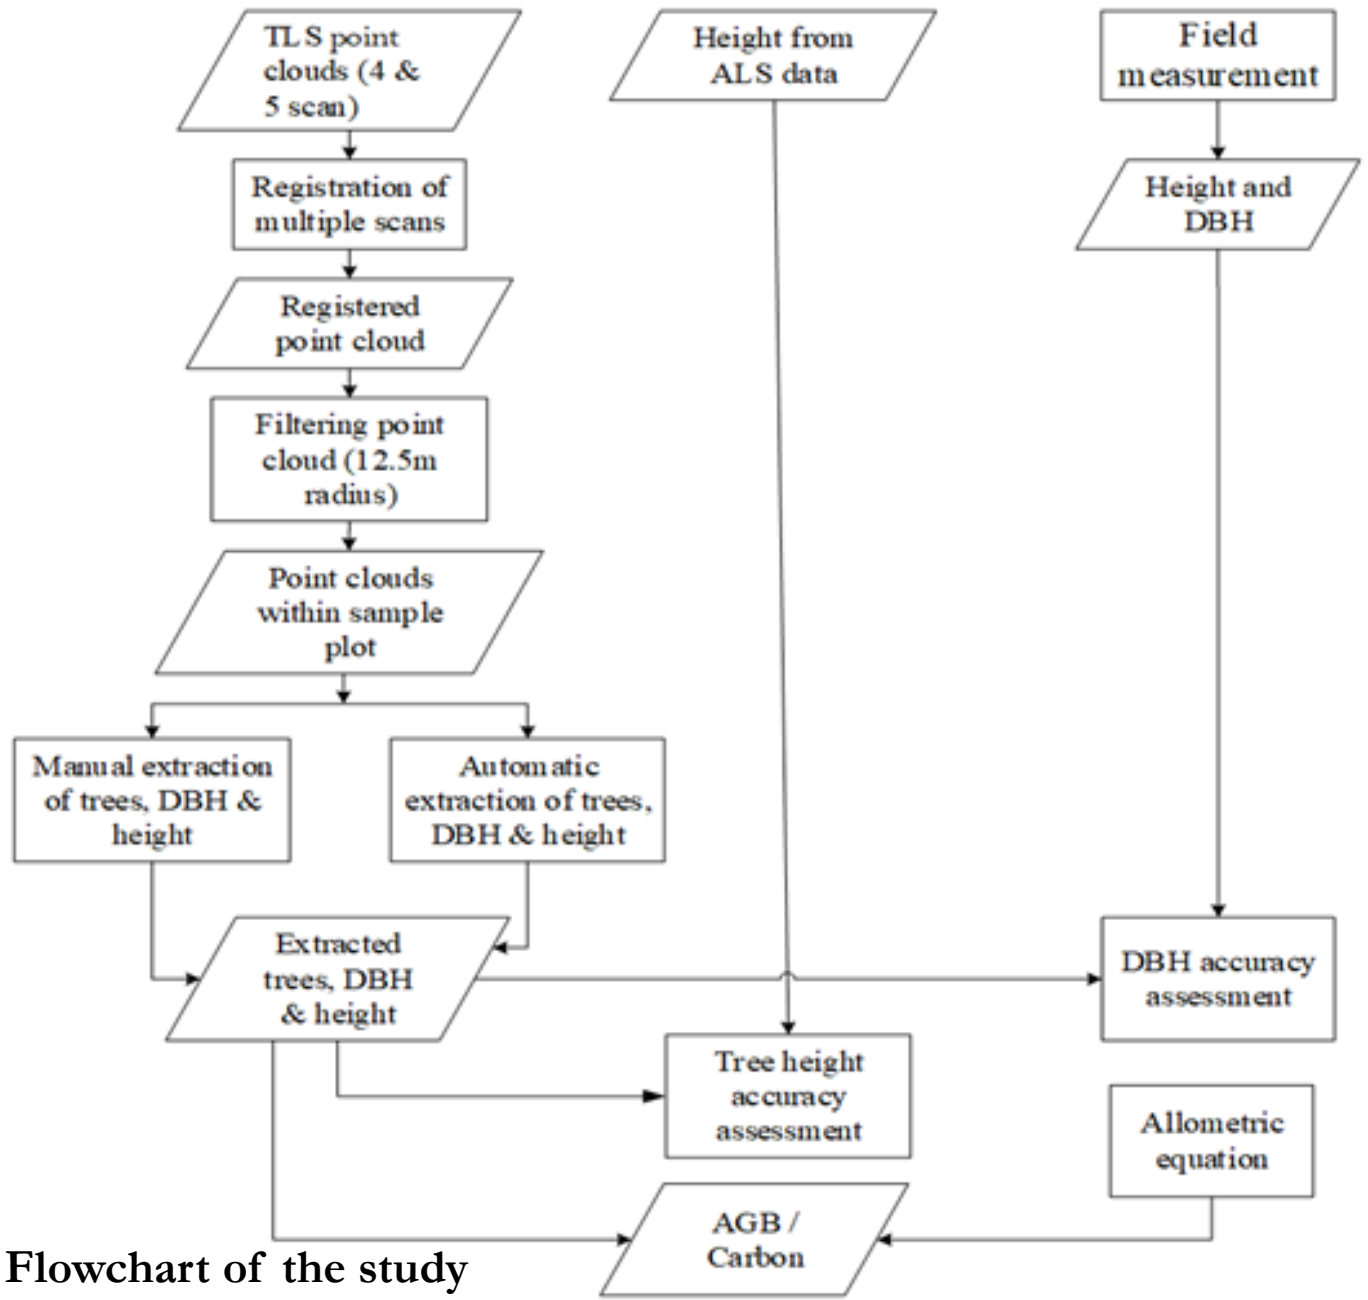 TLS point
clouds (4 &
5 scan)
Height from
ALS data
Field
measurement
Registration of
multiple scans
Height and
DBH
Registered
point cloud
Filtering point
cloud (12.5m
radius)
Point clouds
within sample
plot
Manual extraction
of trees, DBH &
height
Automatic
extraction of trees,
DBH & height
Extracted
trees, DBH
& height
DBH accuracy
assessment
Tree height
accuracy
assessment
Allometric
equation
AGB /
Carbon
Flowchart of the study